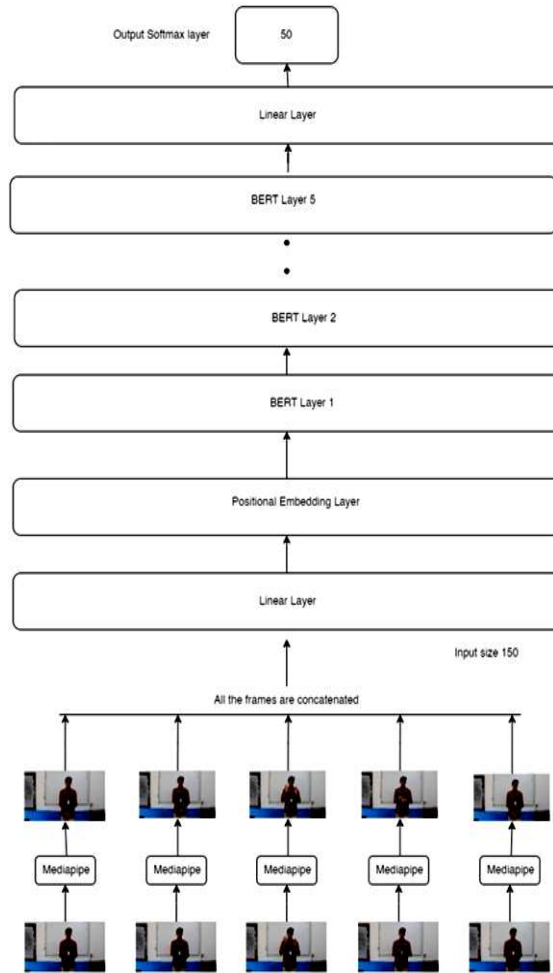 Output Softmax layer
50
Linear Layer
BERT Layer 5
BERT Layer 2
BERT Layer 1
Positional Embedding Layer
Linear Layer
Input size 150
All the frames are concatenated
Mediapipe Mediapipe Mediapipe Mediapipe Mediapipe